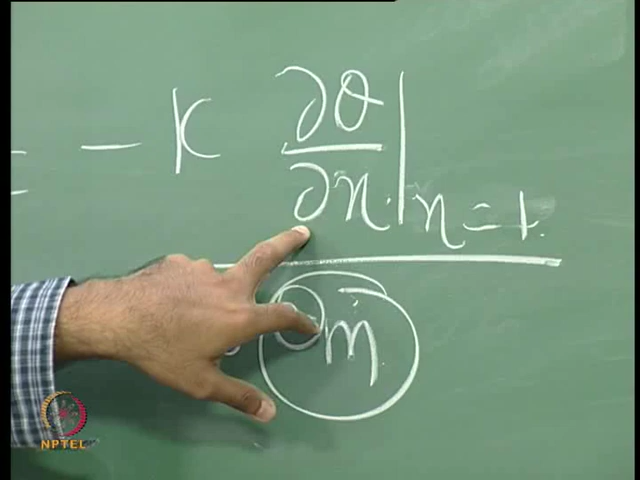 = - K ∂θ/∂η | η = 1
m
NPTEL